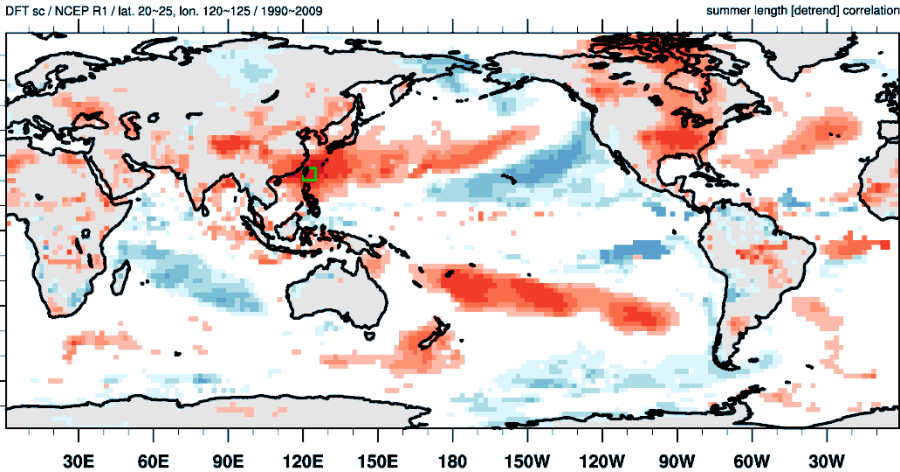 DFT sc / NCEP R1 / lat. 20~25, lon. 120~125 / 1990~2009
summer length [detrend] correlation
30E 60E 90E 120E 150E 180 150W 120W 90W 60W 30W